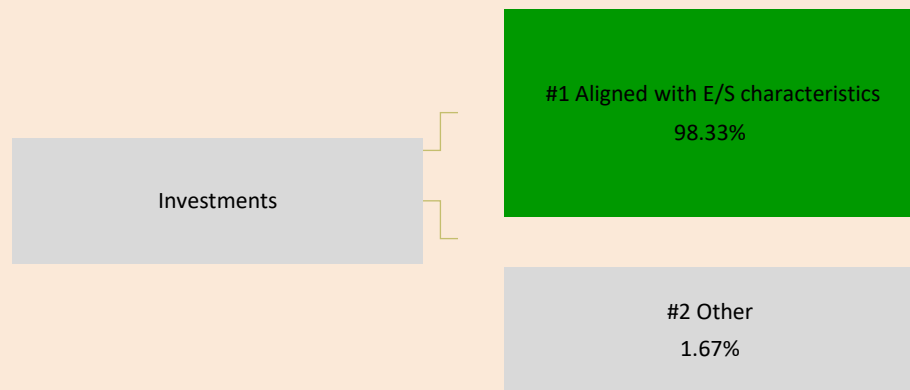 #1 Aligned with E/S characteristics
98.33%
Investments
#2 Other
1.67%